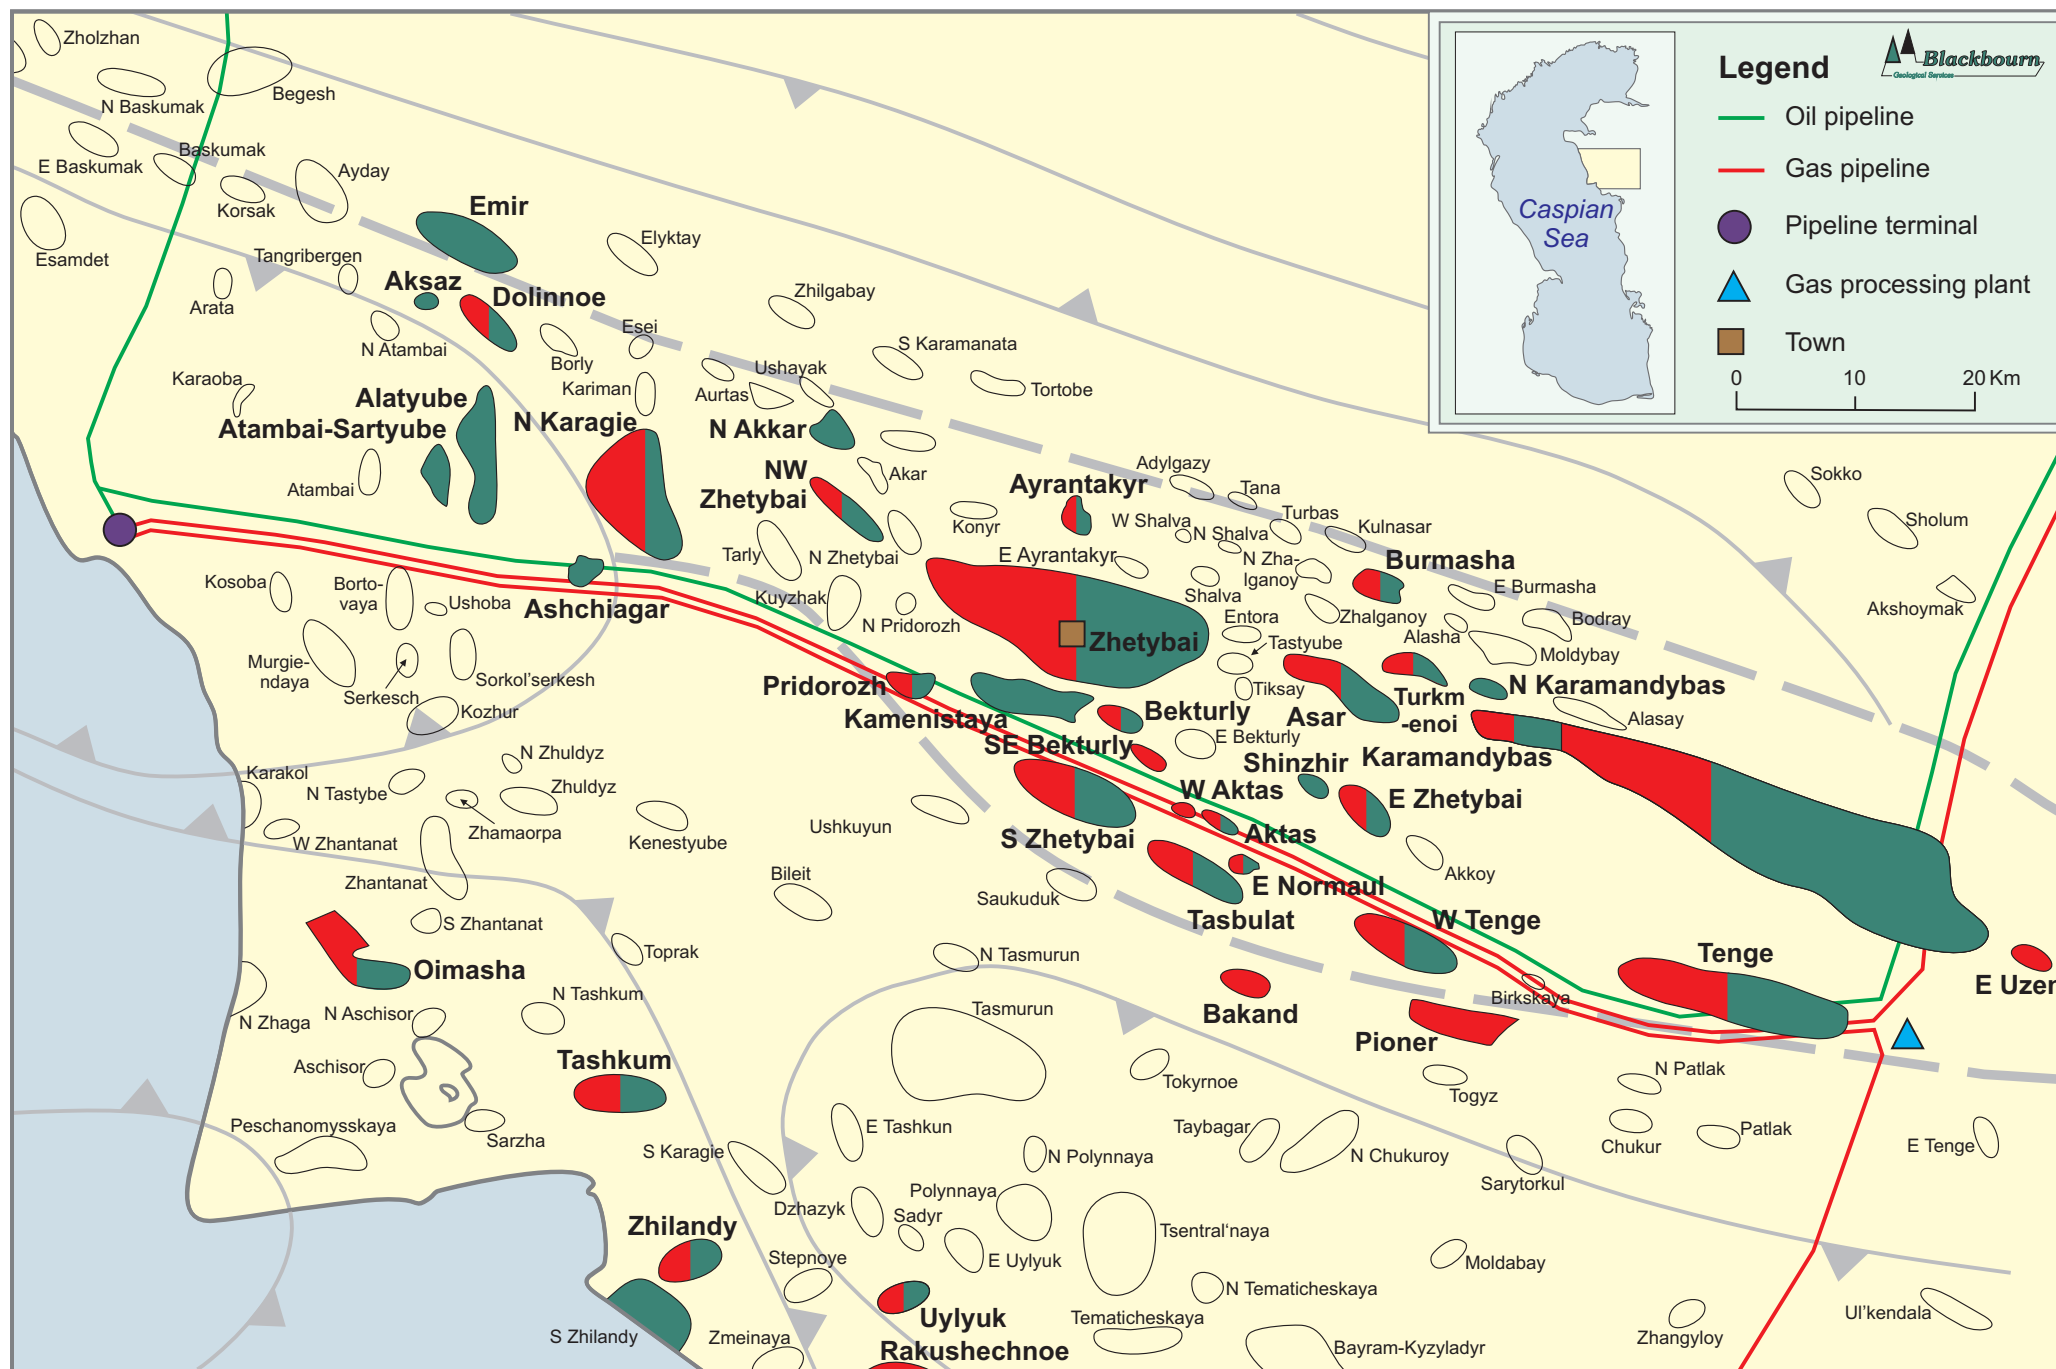 Zholzhan
N Baskumak
Begesh
E Baskumak
Baskumak
Ayday
Korsak
Esamdet
Emir
Tangribergen
Elyktay
Aksaz
Dolinnoe
Arata
N Atambai
Borly
Esei
Zhilgabay
S Karamanata
Karaoba
Alatyube
Kariman
Aurtas
Ushayak
Tortobe
Atambai-Sartyube
N Karagie
N Akkar
Atambai
NW
Zhetybai
Akar
Ayrantakyr
Adylgazy
Tana
Turbas
Kulnasar
Sokko
Sholum
Konyr
W Shalva
N Shalva
Tarly
N Zhetybai
E Ayrantakyr
N Zha-
lganoy
Burmasha
E Burmasha
Akshoymak
Kosoba
Borto-
vaya
Ushoba
Ashchiagar
Kuyzhak
N Pridorozh
Shalva
Entora
Zhalganoy
Alasha
Bodray
Zhetybai
Tastyube
Moldybay
Murgie-
ndaya
Serkesch
Sorkol'serkesh
Kozhur
Pridorozh
Kamenistaya
Bekturly
Tiksay
Asar
Turkm
-enoi
N Karamandybas
Alasay
SE Bekturly
E Bekturly
Shinzhir
Karamandybas
N Zhuldyz
Karakol
N Tastybe
Zhuldyz
W Aktas
E Zhetybai
Zhamaorpa
W Zhantanat
Kenestyube
Ushkuyun
S Zhetybai
Aktas
Zhantanat
Bileit
Saukuduk
E Normaul
Akkoy
Tasbulat
W Tenge
S Zhantanat
Toprak
N Tasmurun
Tenge
Oimasha
E Uzen
N Zhaga
N Aschisor
N Tashkum
Tasmurun
Bakand
Birkskaya
Pioner
Aschisor
Tashkum
Tokyrnoe
Togyz
N Patlak
Peschanomysskaya
Sarzha
E Tashkun
Taybagar
N Chukuroy
Chukur
Patlak
E Tenge
S Karagie
N Polynnaya
Sarytorkul
Dzhazyk
Polynnaya
Sadyr
Tsentral'naya
Zhilandy
Stepnoye
E Uylyuk
Moldabay
N Tematicheskaya
Uylyuk
Tematicheskaya
Ul'kendala
S Zhilandy
Zmeinaya
Rakushechnoe
Bayram-Kyzyladyr
Zhangyloy
Caspian
Sea
Legend
Blackbourn
Geological Services
Oil pipeline
Gas pipeline
Pipeline terminal
Gas processing plant
Town
0 10 20 Km